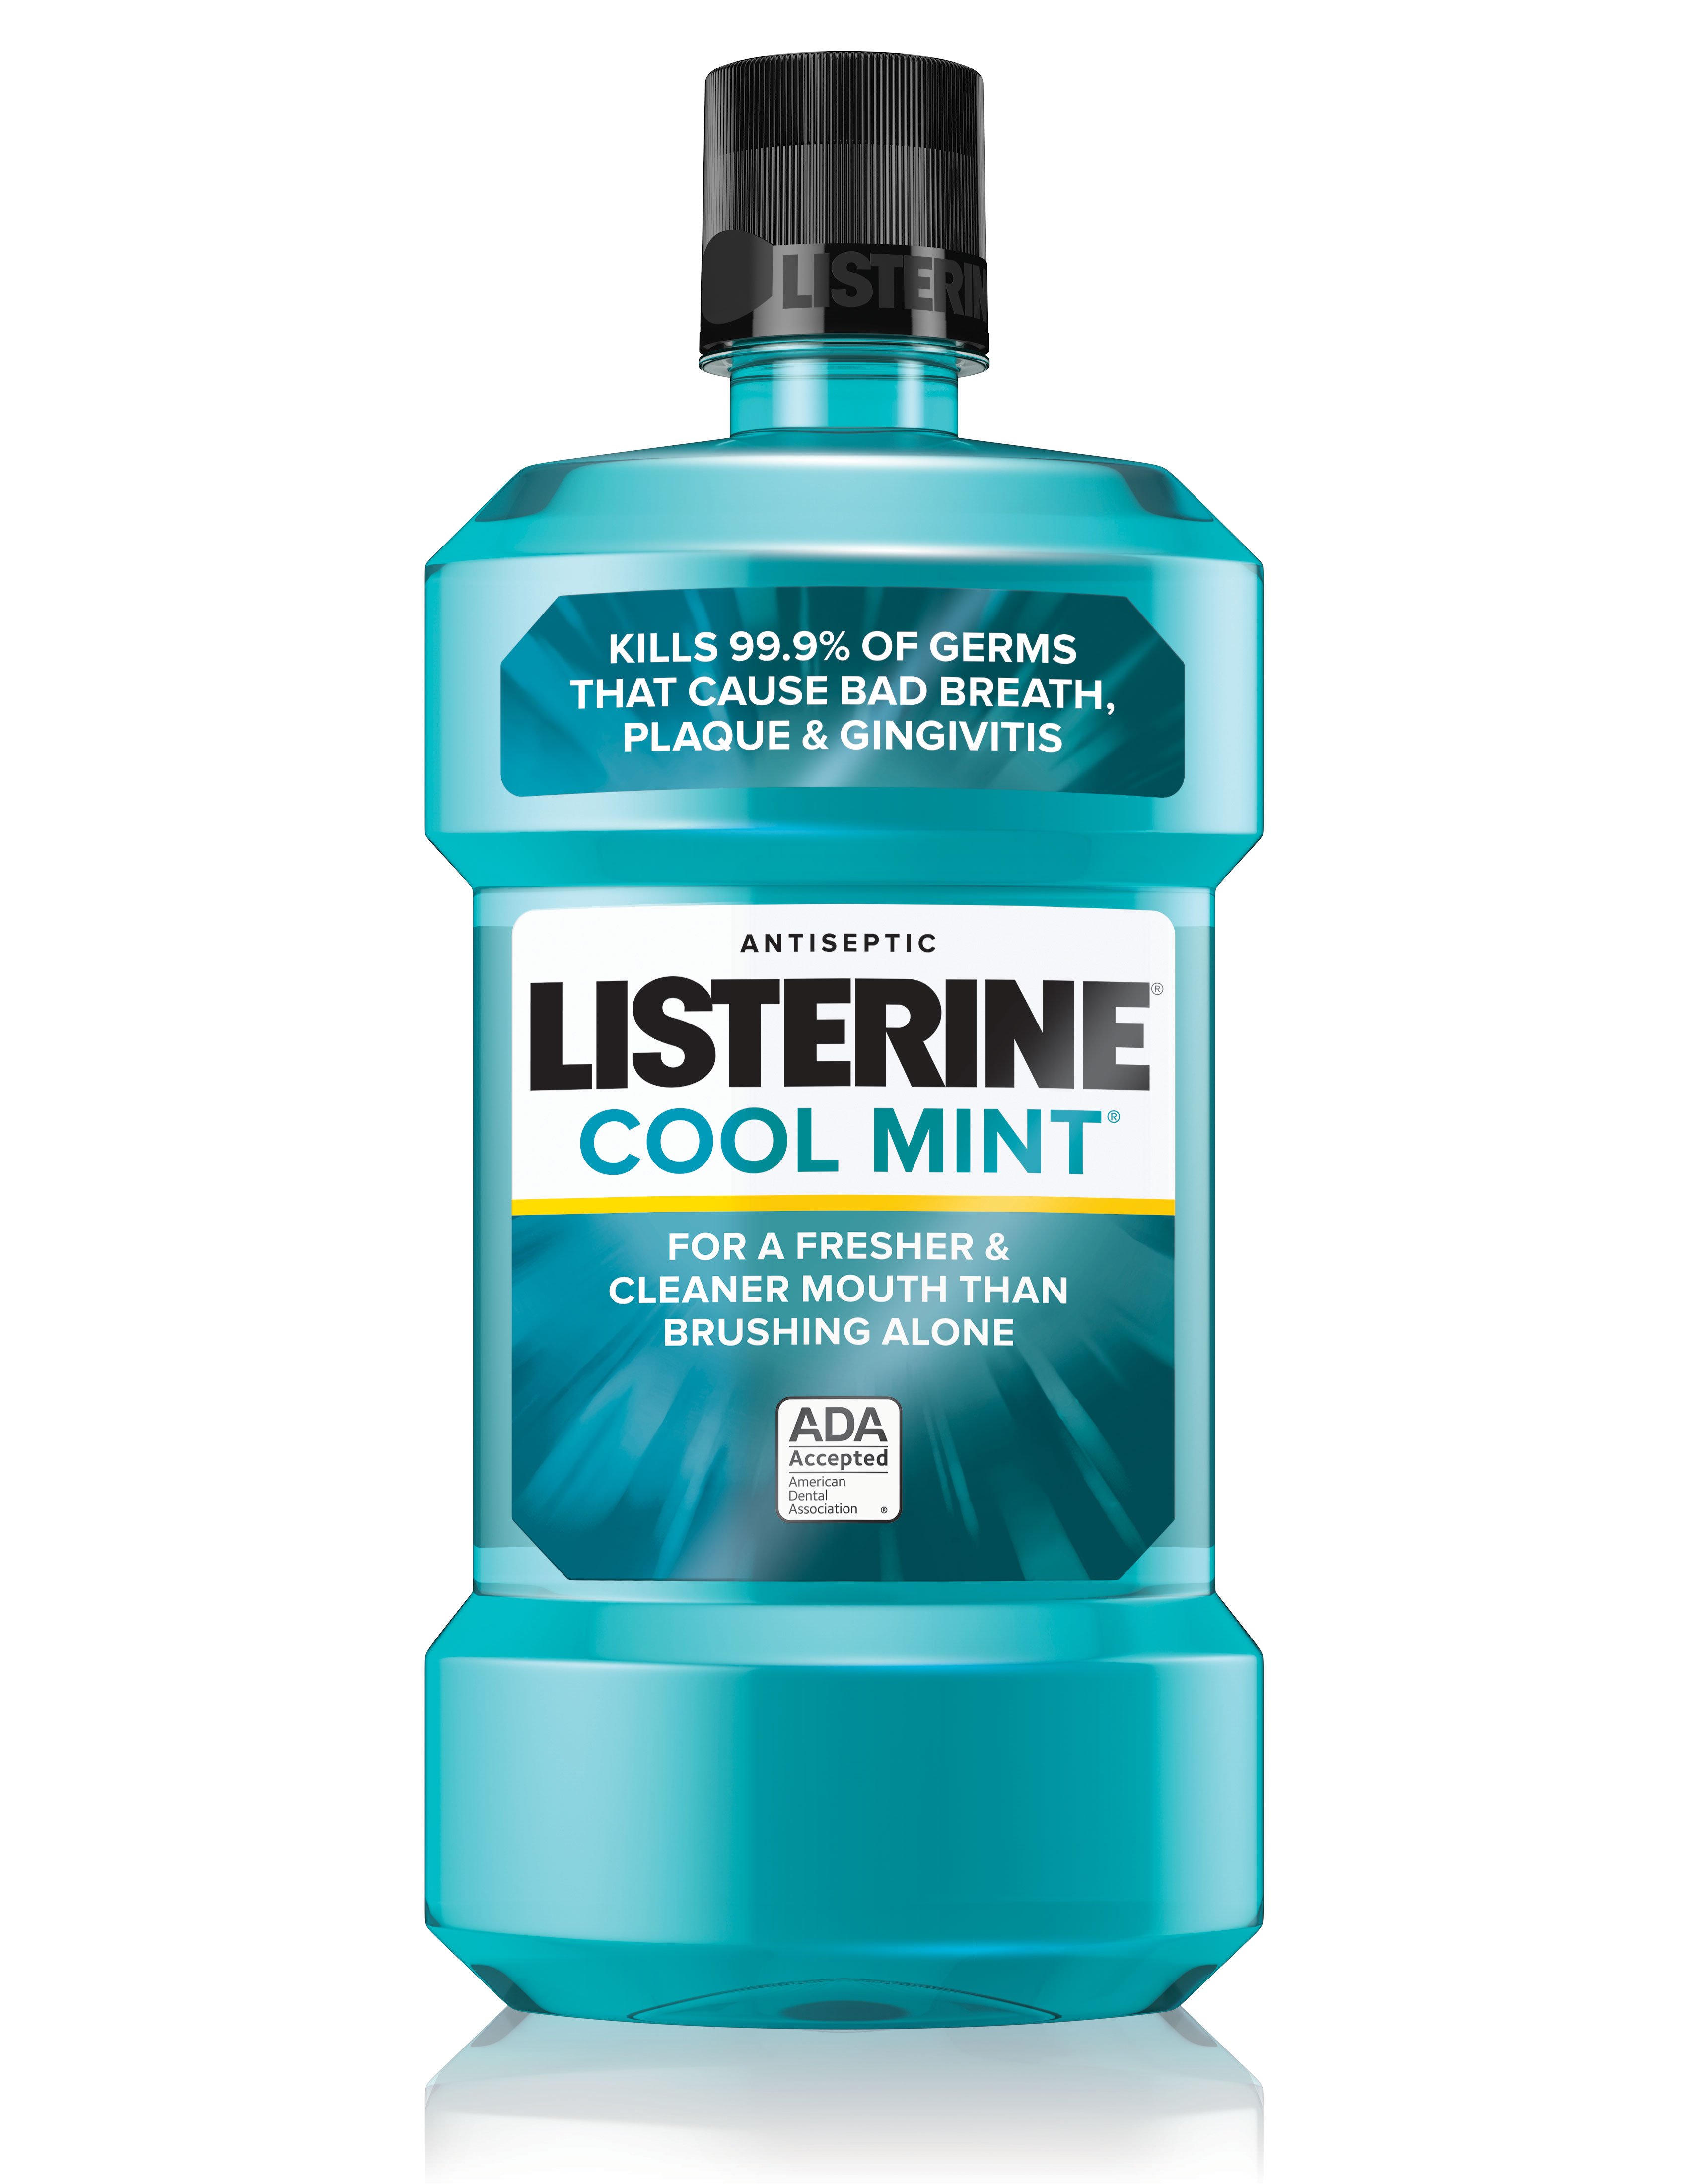 LISTERIN
KILLS 99.9% OF GERMS
THAT CAUSE BAD BREATH,
PLAQUE & GINGIVITIS
ANTISEPTIC
LISTERINE®
COOL MINT®
FOR A FRESHER &
CLEANER MOUTH THAN
BRUSHING ALONE
ADA
Accepted
American
Dental
Association ®